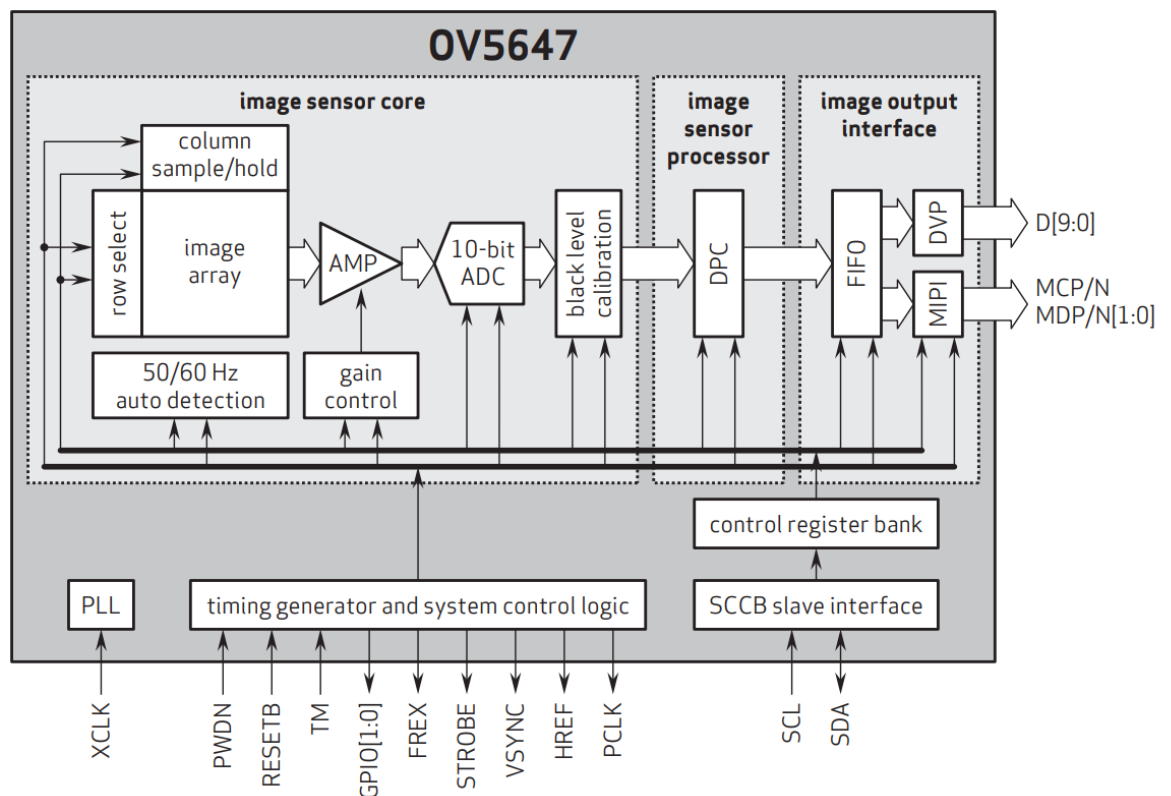 OV5647
image sensor core
image
sensor
processor
image output
interface
column
sample/hold
row select
image
array
AMP
10-bit
ADC
black level
calibration
DPC
FIFO
DVP
MIPI
D[9:0]
MCP/N
MDP/N[1:0]
50/60 Hz
auto detection
gain
control
control register bank
PLL
timing generator and system control logic
SCCB slave interface
XCLK
PWDN
RESETB
TM
GPIO[1:0]
FREX
STROBE
VSYNC
HREF
PCLK
SCL
SDA